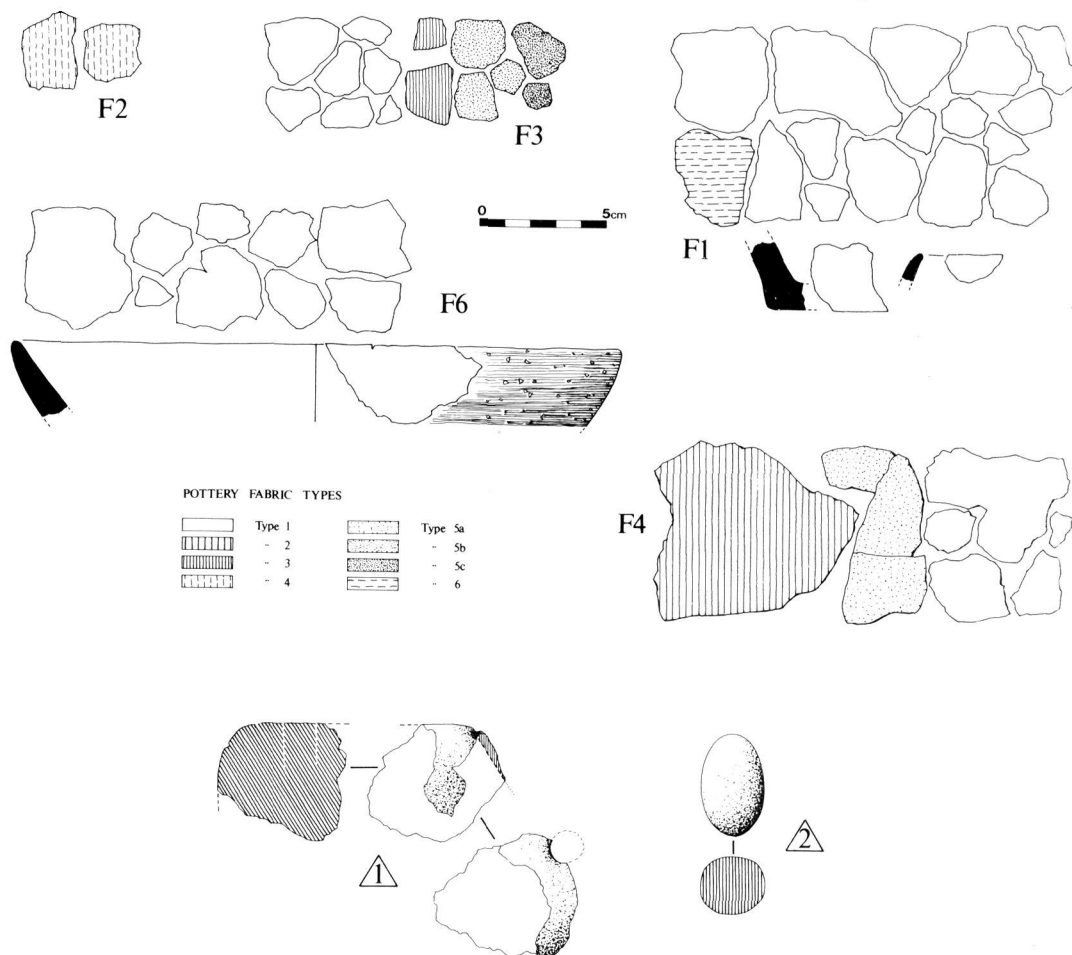 F2
F3
0 5cm
F1
F6
F4
POTTERY FABRIC TYPES
Type 1 Type 5a
" 2 " 5b
" 3 " 5c
" 4 " 6
1
2